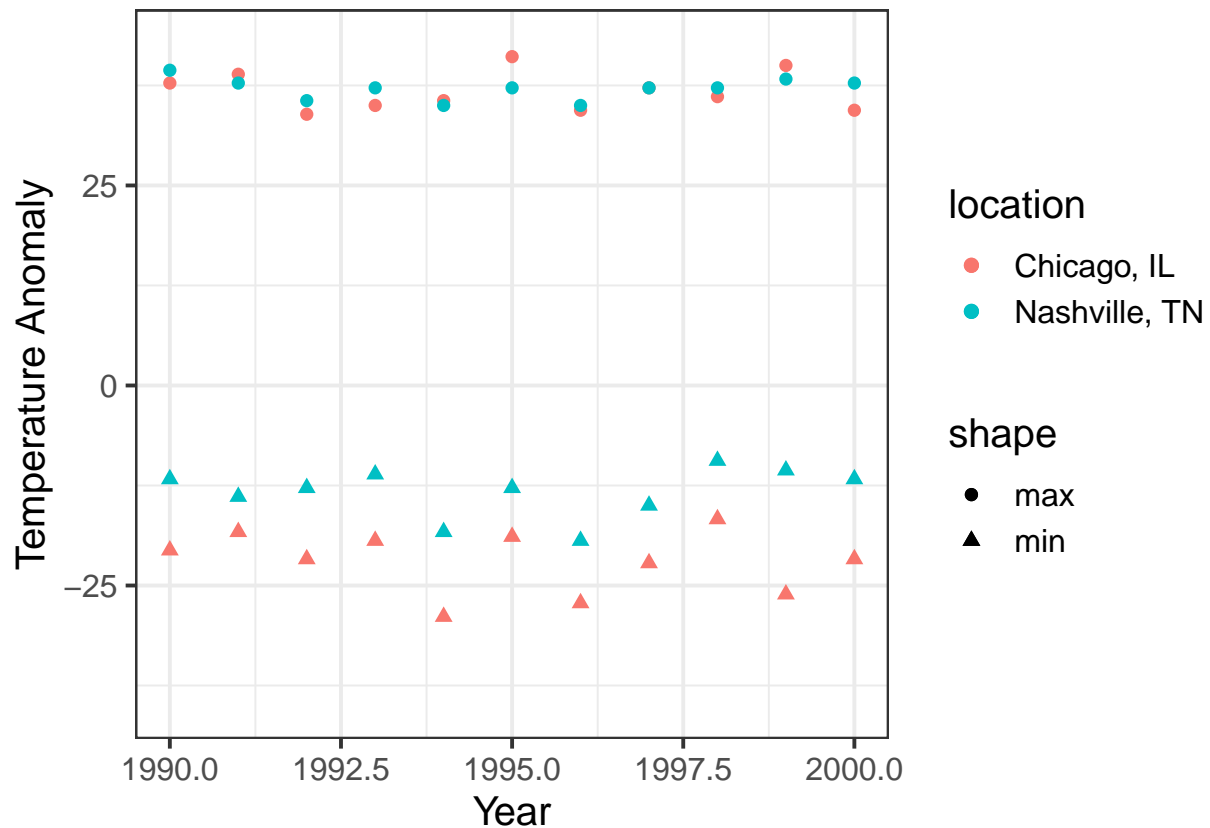 Temperature Anomaly
25
0
−25
1990.0 1992.5 1995.0 1997.5 2000.0
Year
location
Chicago, IL
Nashville, TN
shape
max
min